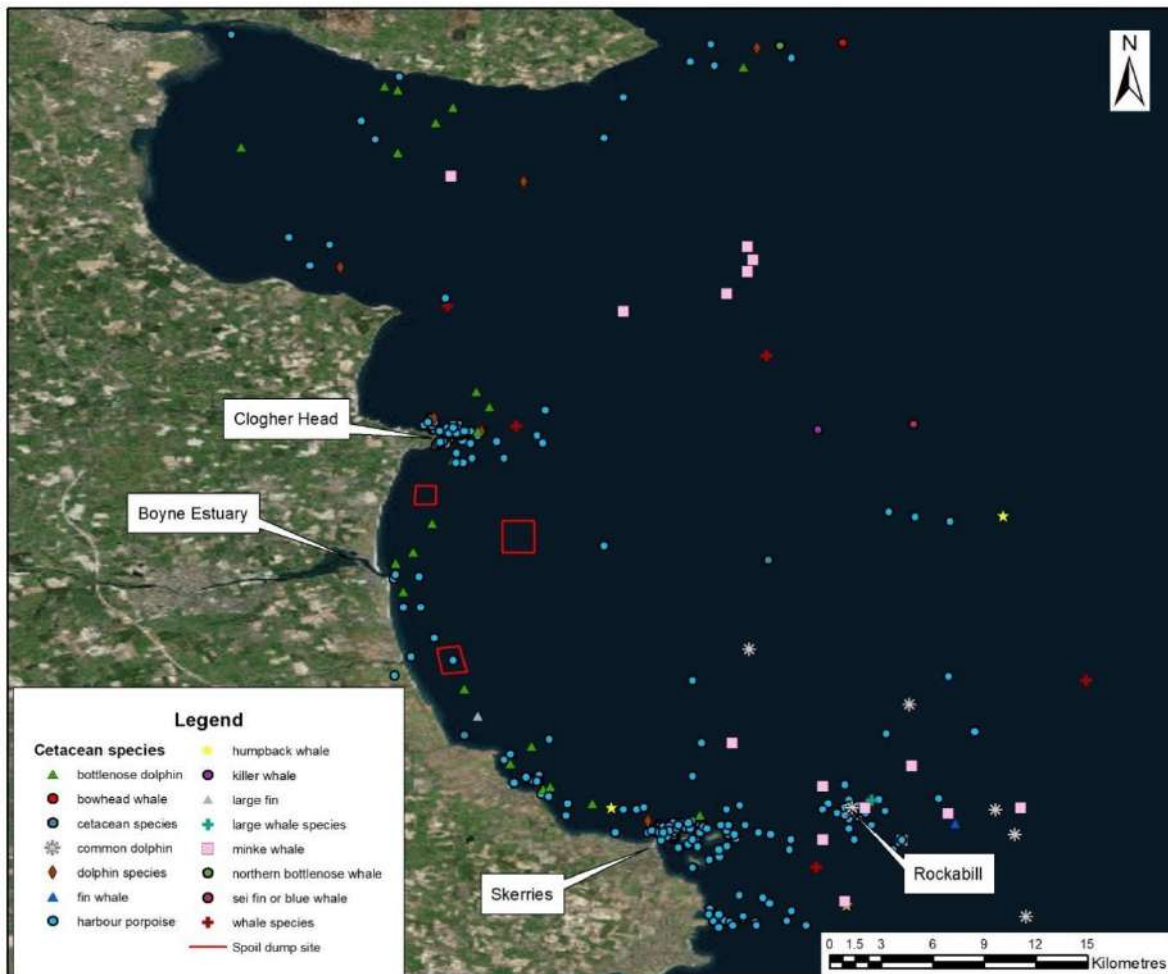 N
Clogher Head
Boyne Estuary
Skerries
Rockabill
Legend
Cetacean species
bottlenose dolphin
bowhead whale
cetacean species
common dolphin
dolphin species
fin whale
harbour porpoise
humpback whale
killer whale
large fin
large whale species
minke whale
northern bottlenose whale
sei fin or blue whale
whale species
Spoil dump site
0 1.5 3 6 9 12 15
Kilometres